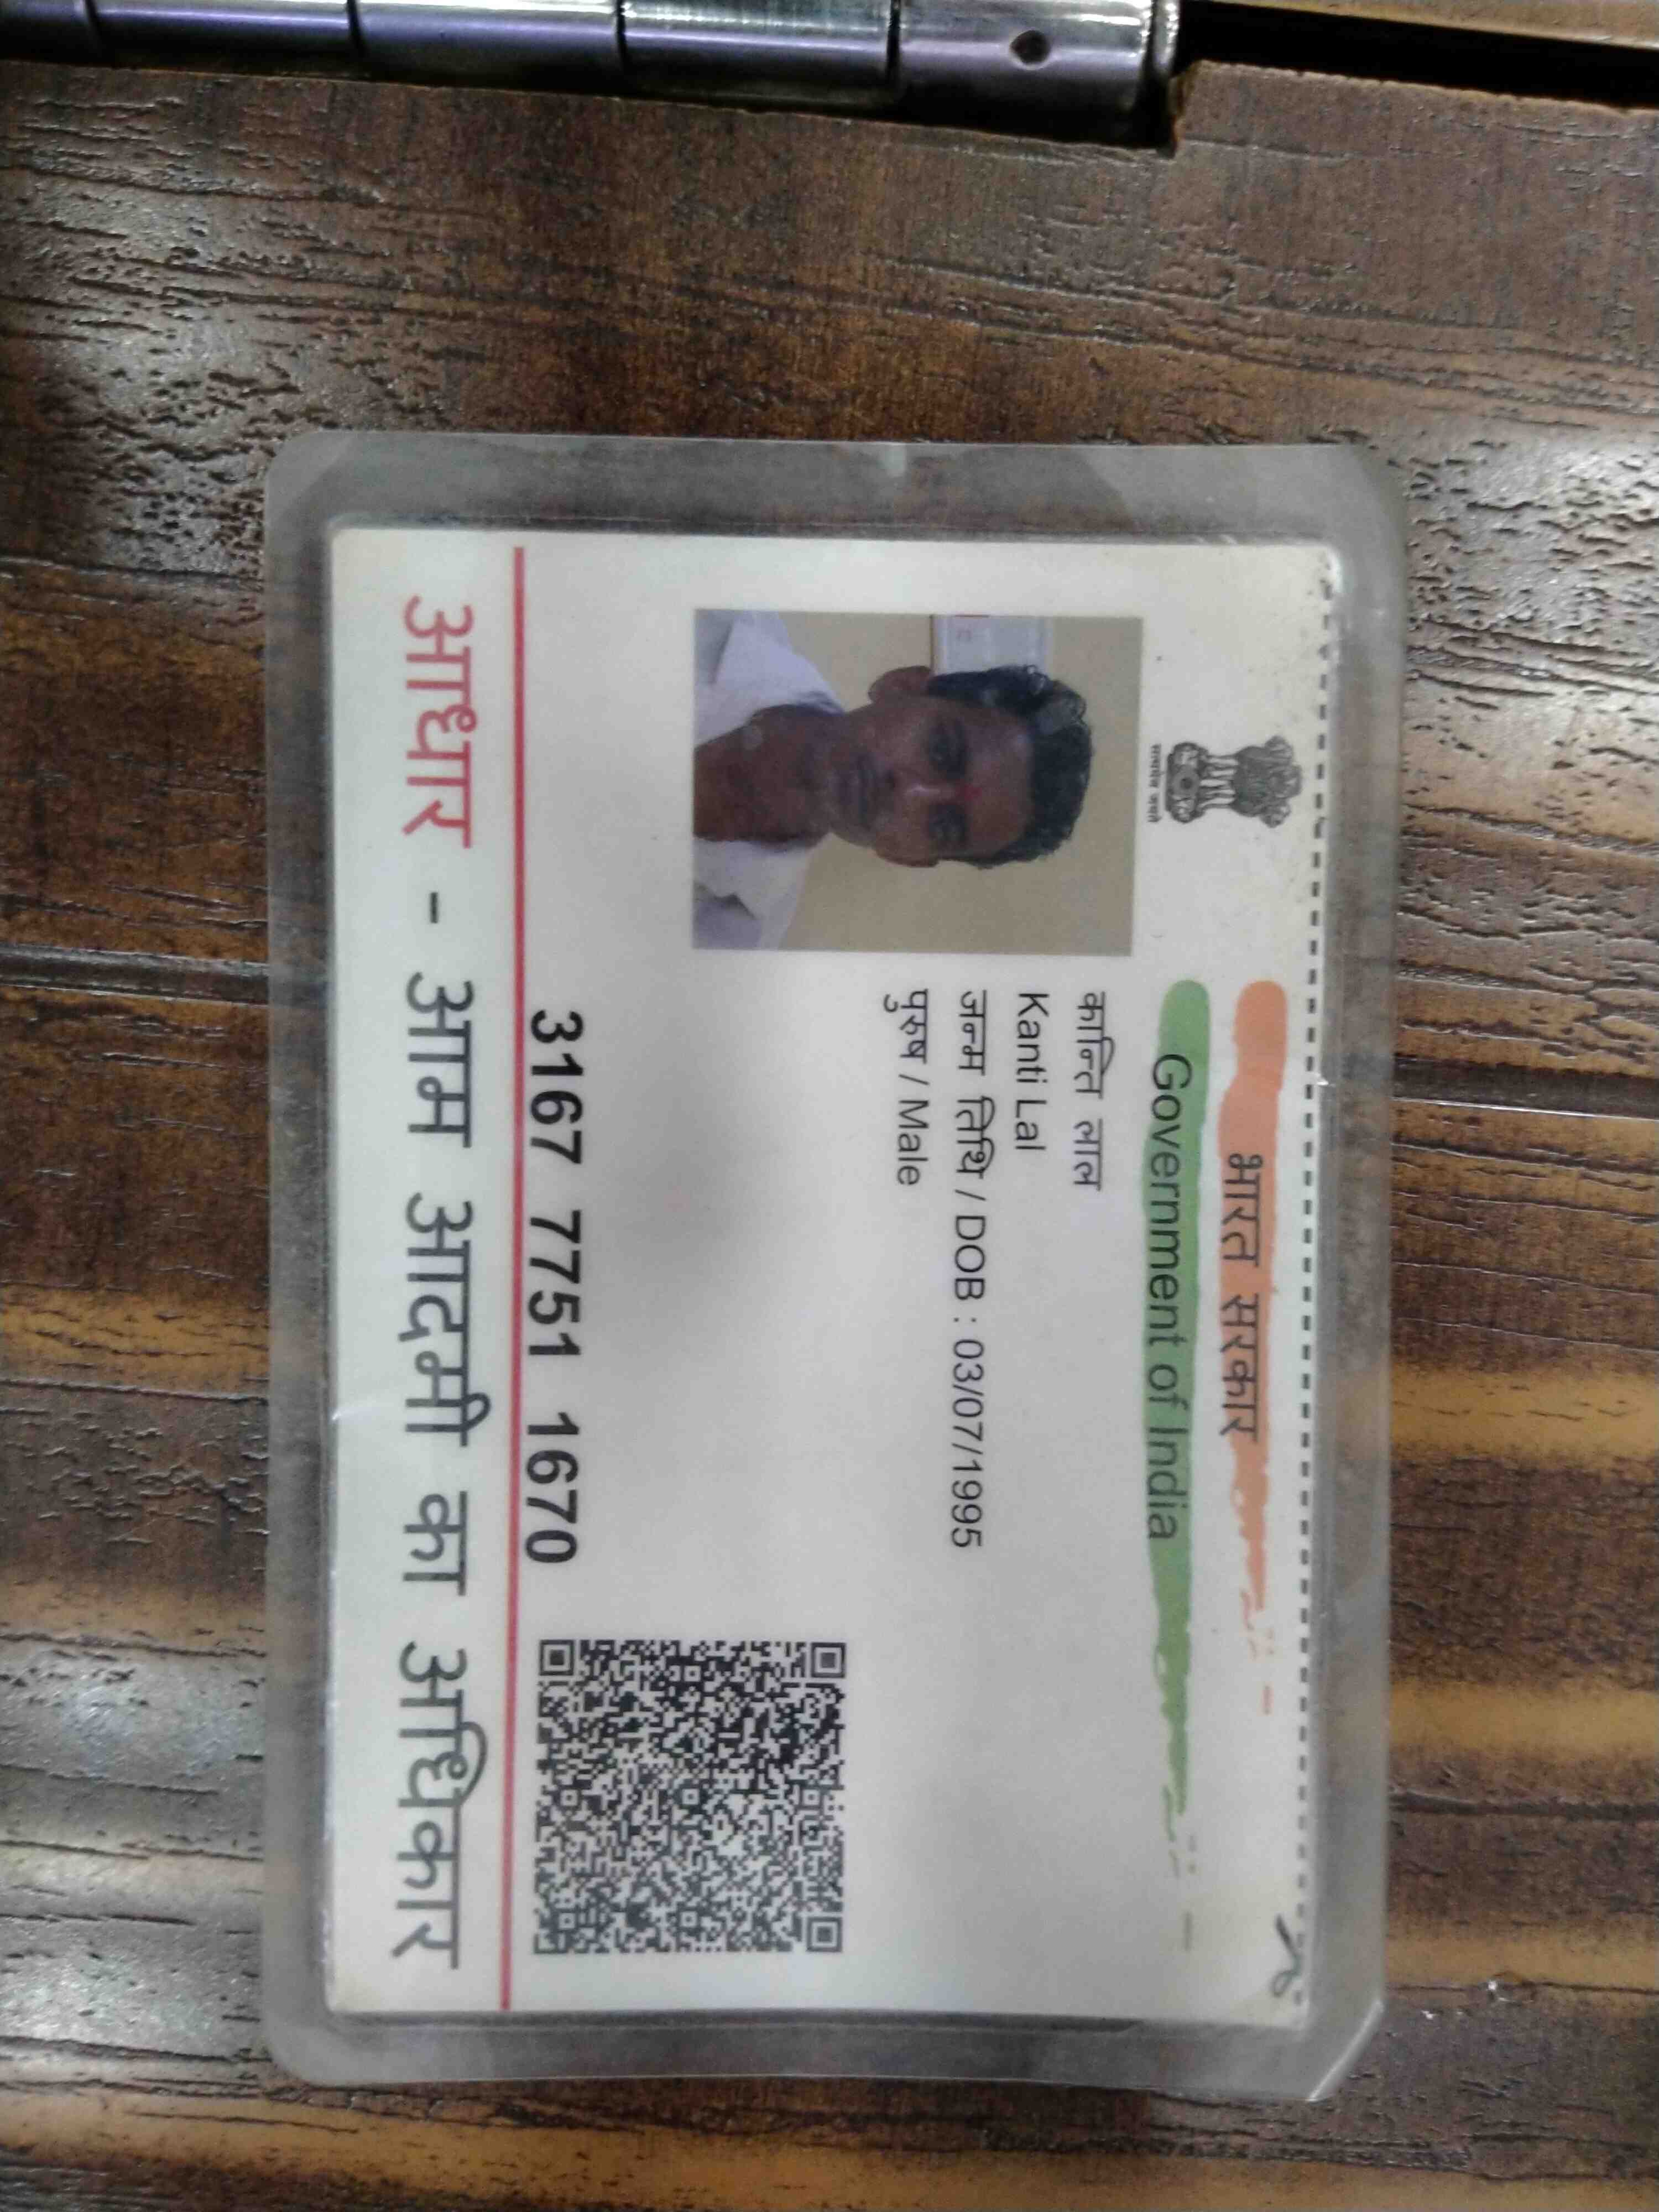 भारत सरकार
Government of India
सत्यमेव जयते
कान्ति लाल
Kanti Lal
जन्म तिथि / DOB : 03/07/1995
पुरुष / Male
3167 7751 1670
आधार - आम आदमी का अधिकार